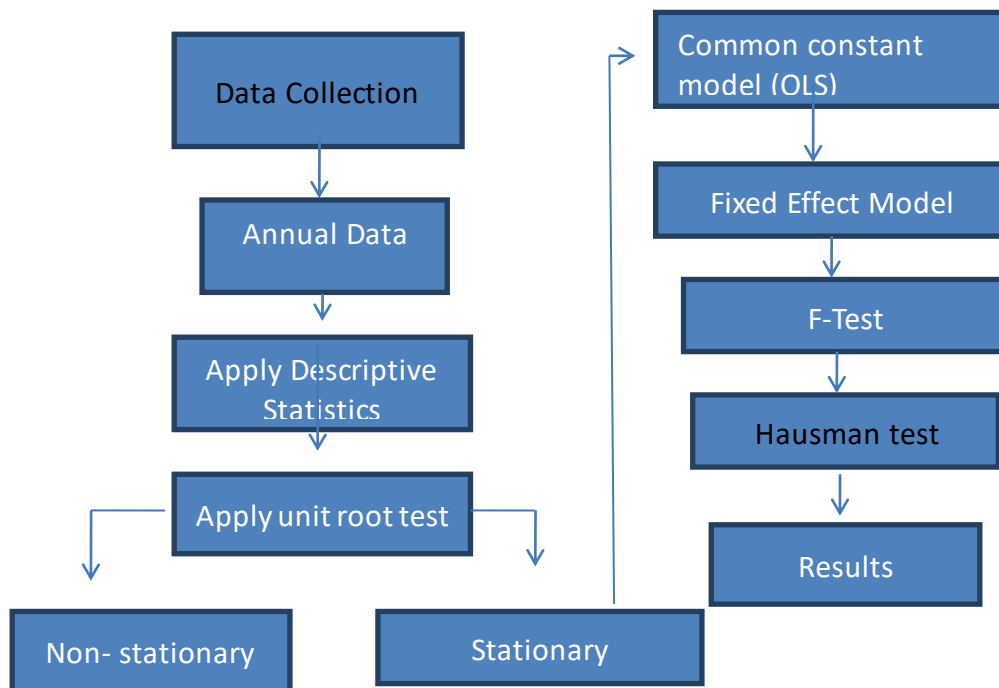 Data Collection
Annual Data
Apply Descriptive
Statistics
Apply unit root test
Non- stationary
Stationary
Common constant
model (OLS)
Fixed Effect Model
F-Test
Hausman test
Results